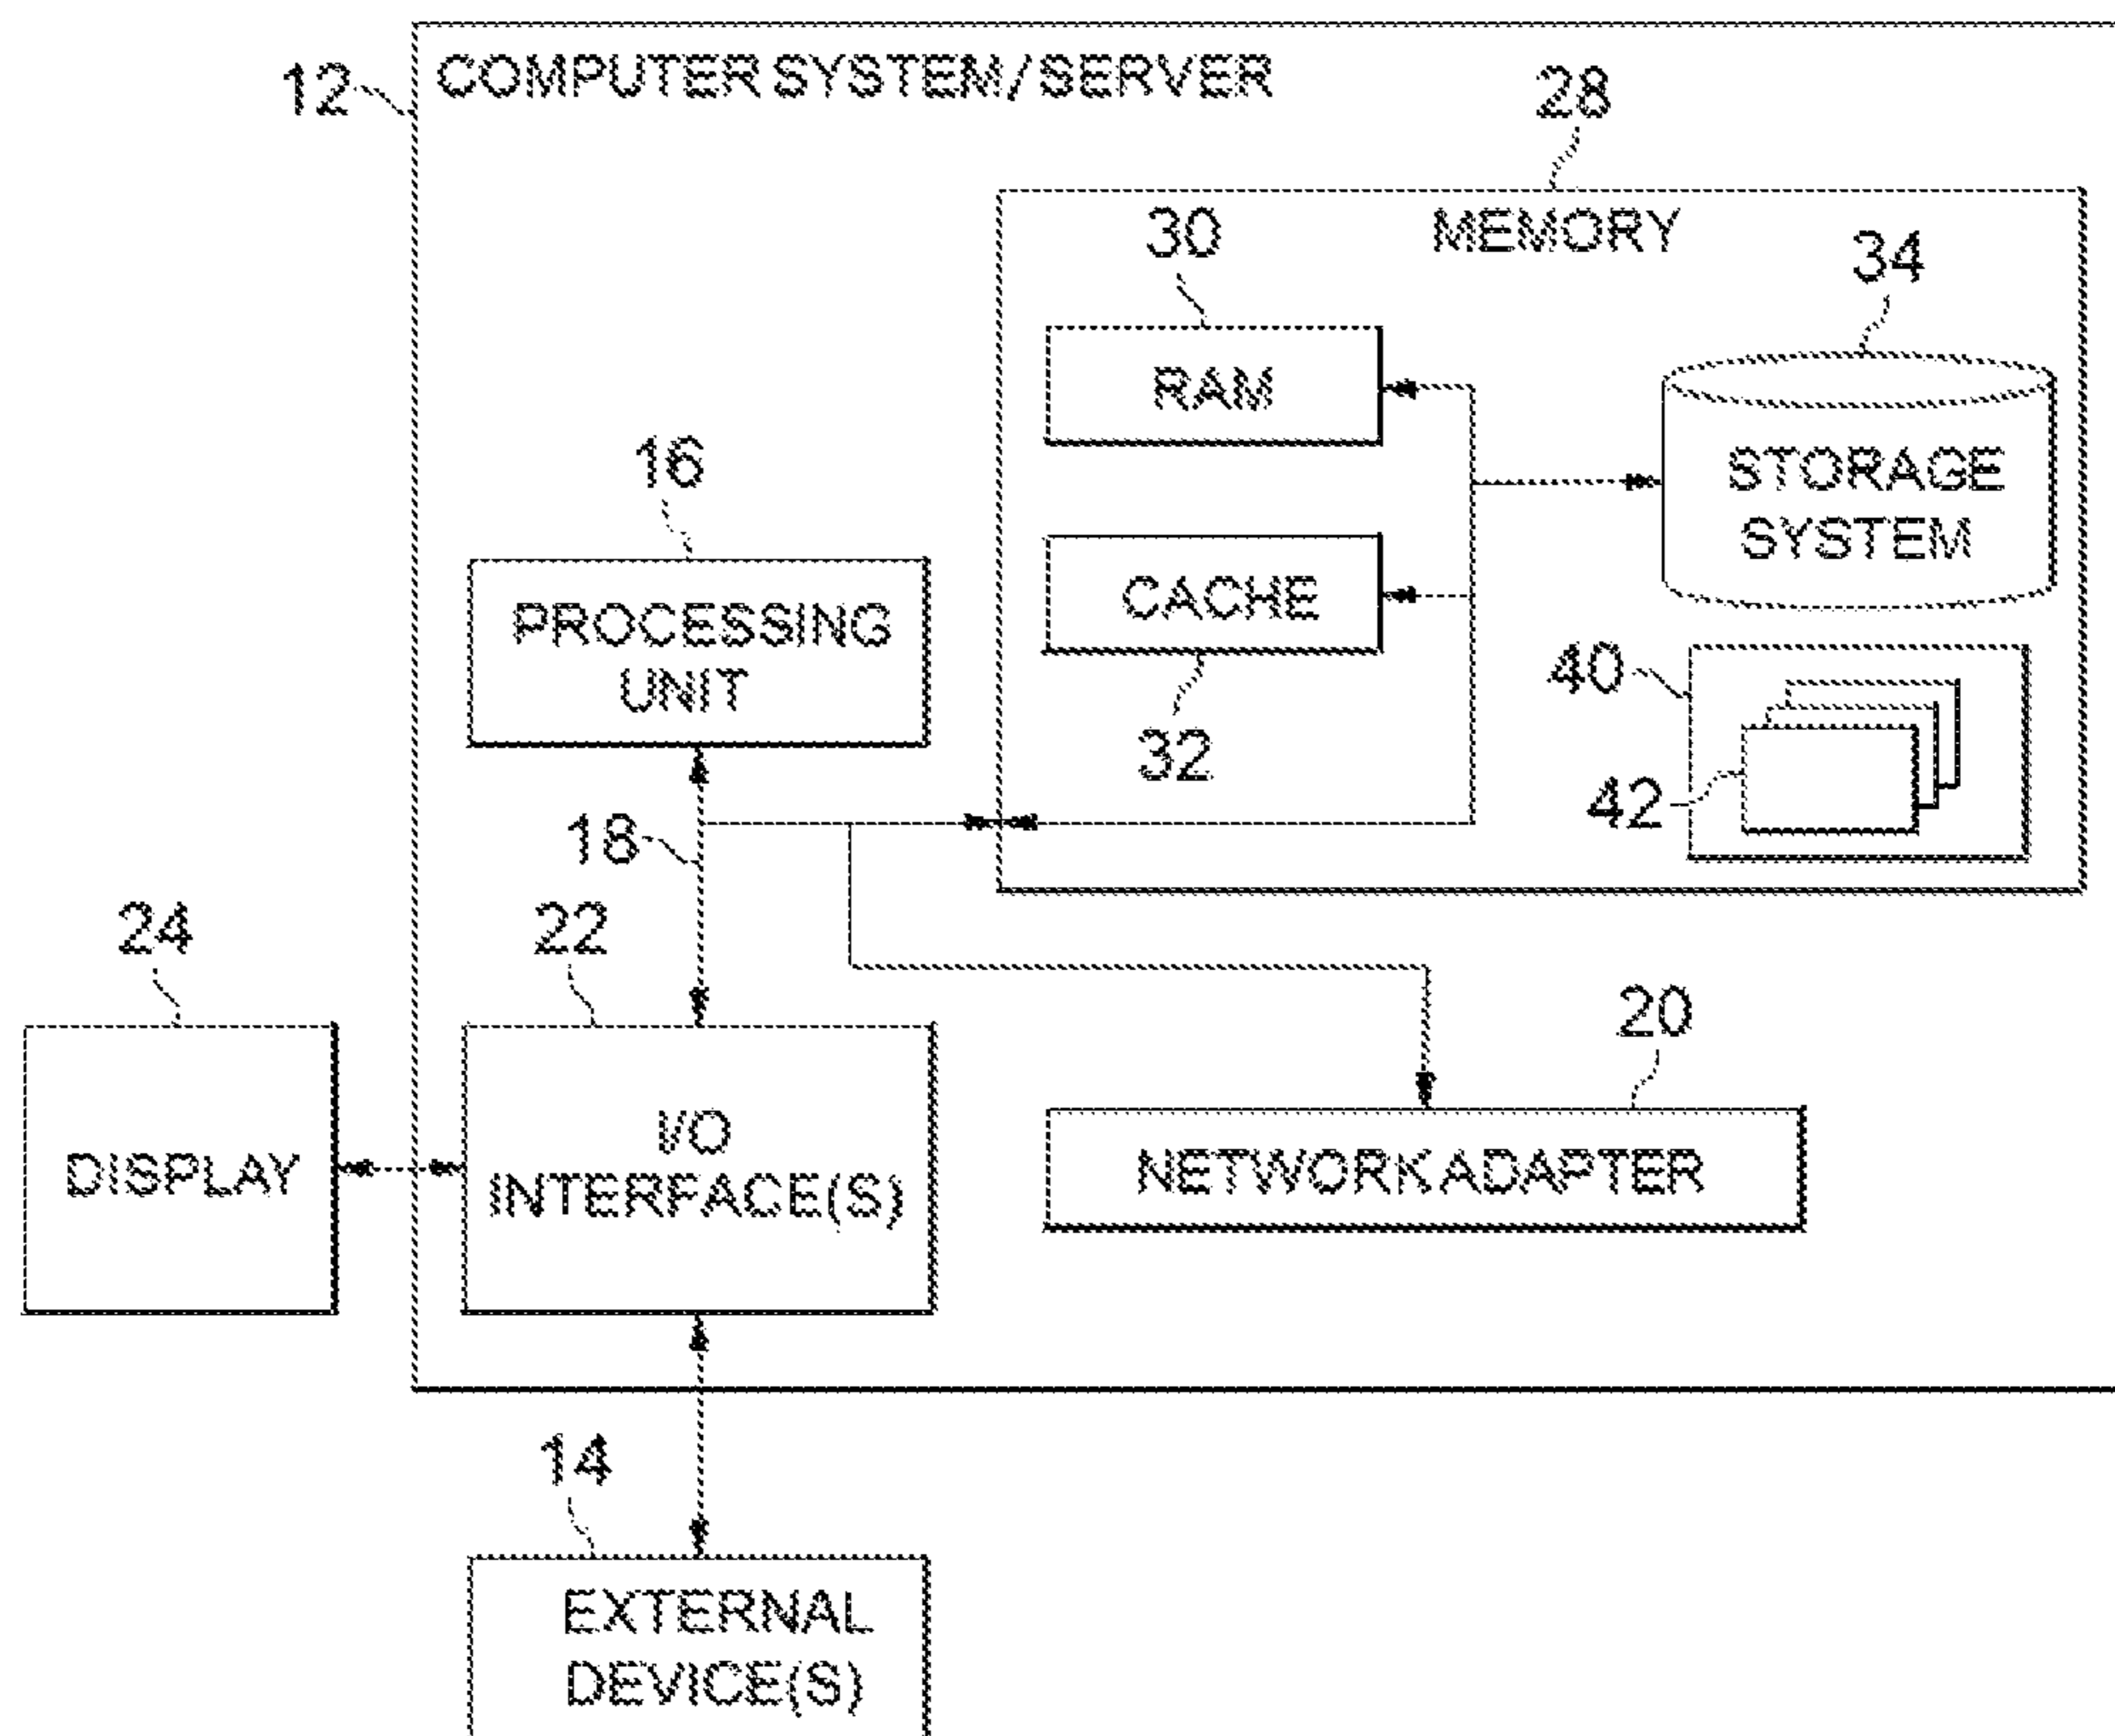 12
COMPUTER SYSTEM / SERVER
28
MEMORY
30
34
RAM
STORAGE
SYSTEM
16
PROCESSING
UNIT
CACHE
32
40
42
18
24
22
20
DISPLAY
I/O
INTERFACE(S)
NETWORK ADAPTER
14
EXTERNAL
DEVICE(S)